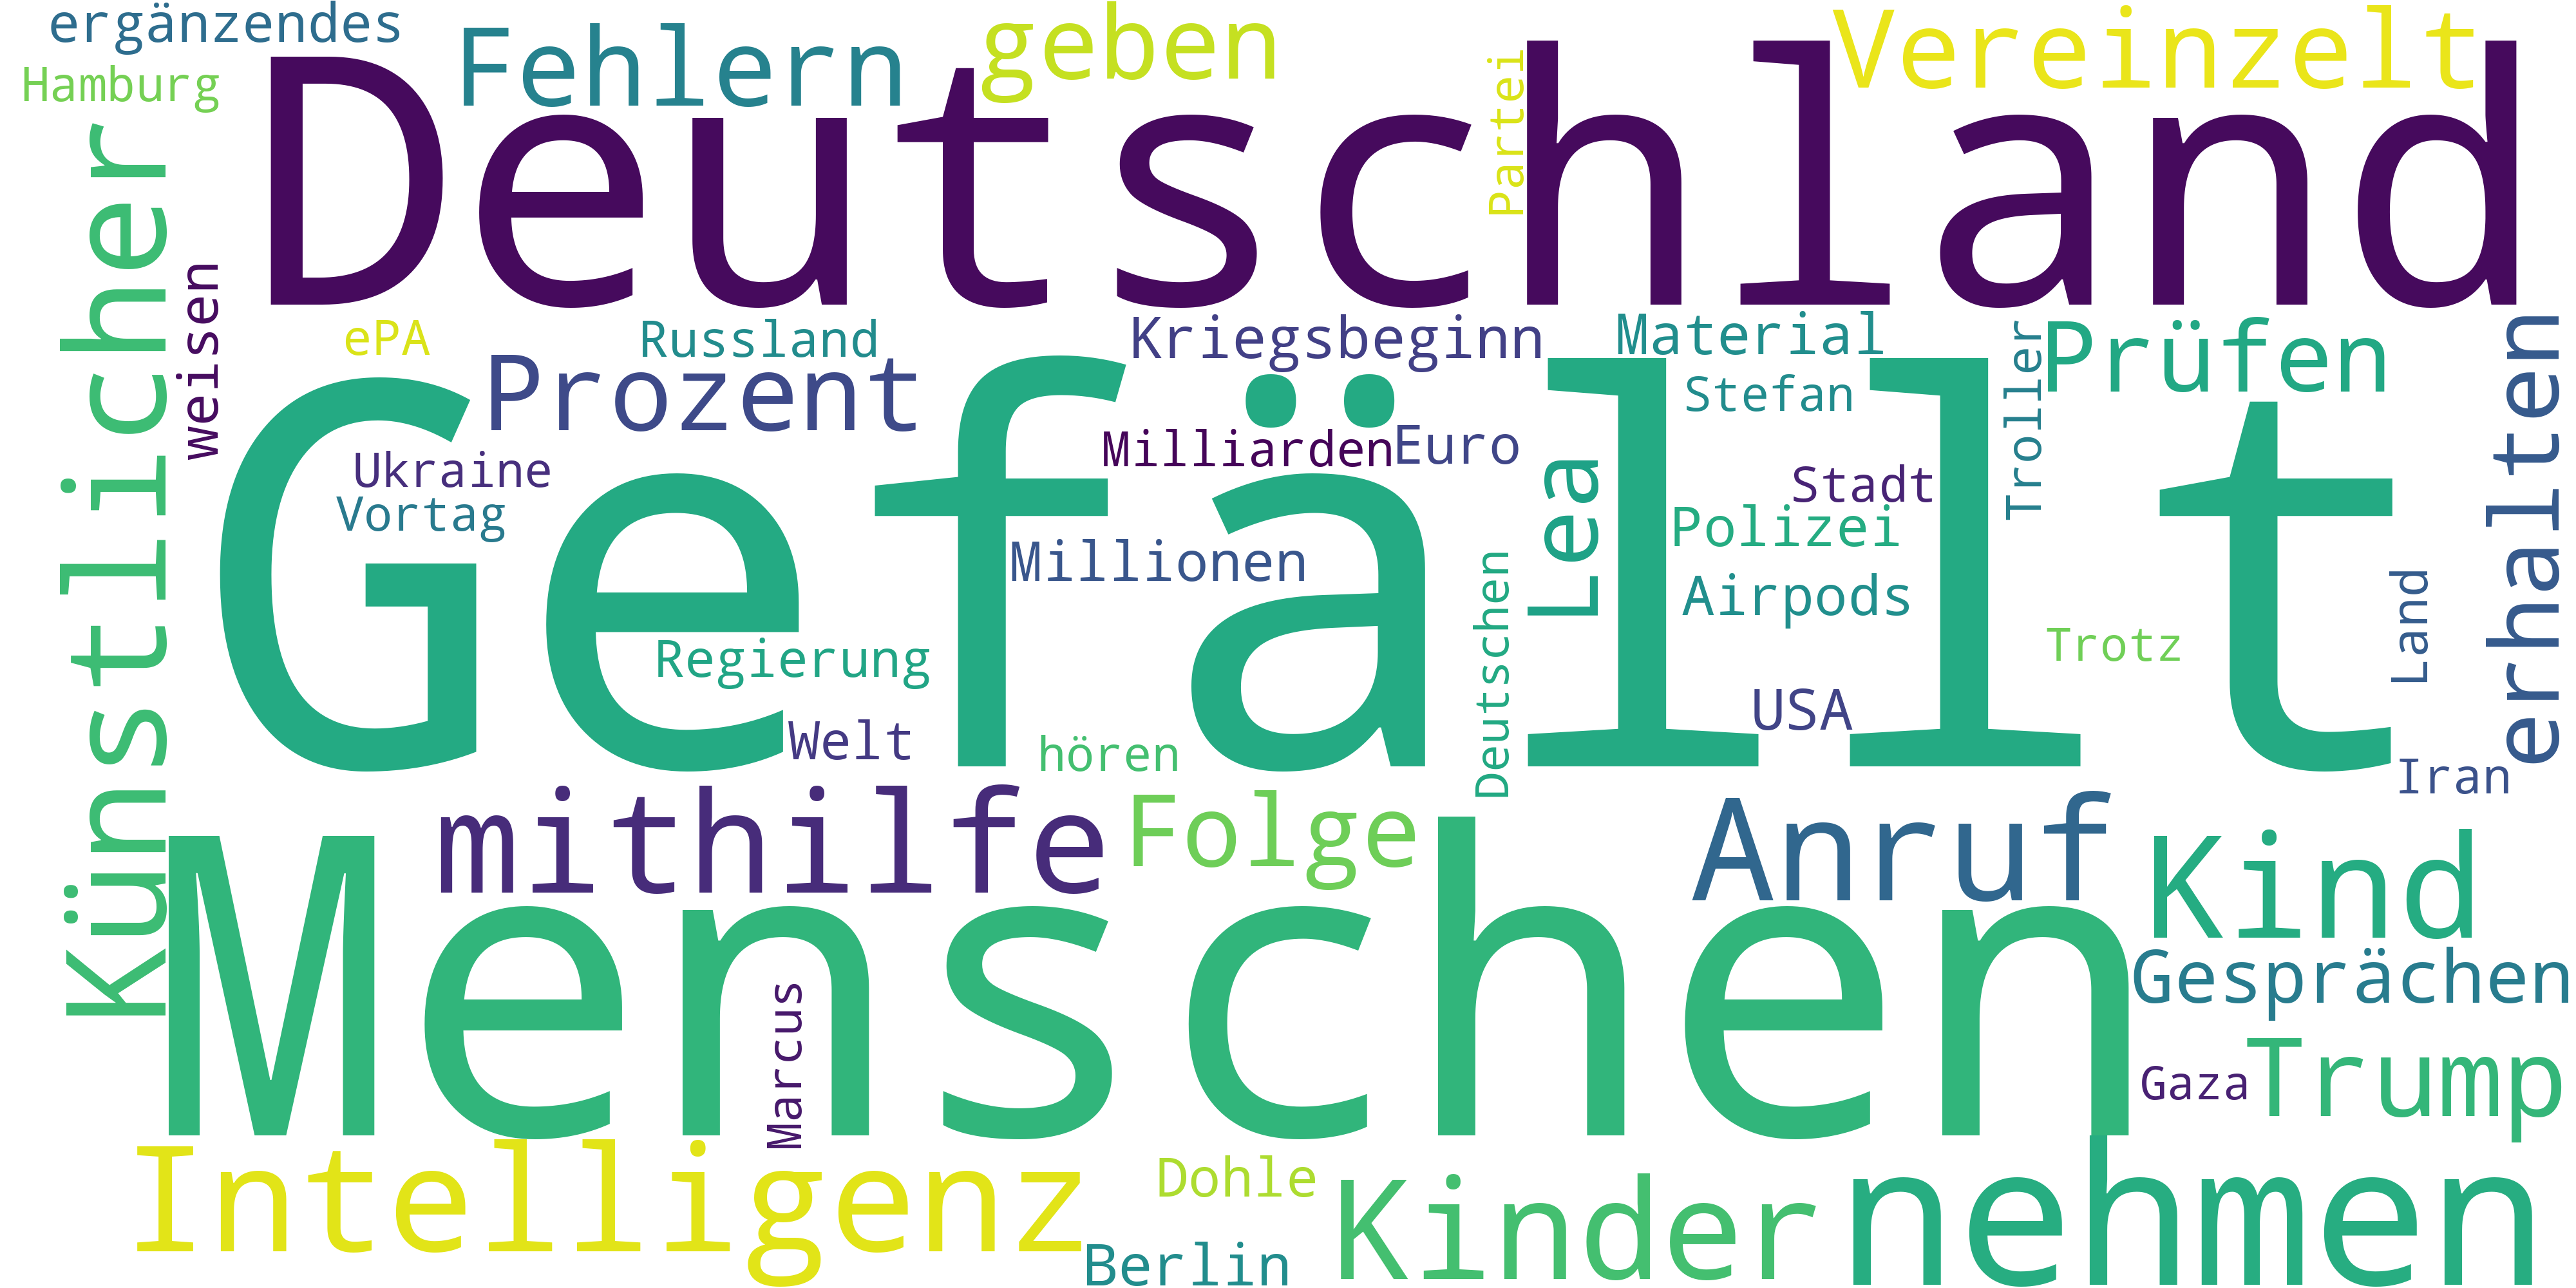 ergänzendes
Hamburg
Fehlern
geben
Partei
Vereinzelt
Deutschland
Künstlicher
weisen
ePA
Russland
Kriegsbeginn
Material
Stefan
Troller
Prüfen
Prozent
Ukraine
Vortag
Milliarden
Euro
Lea
Stadt
Polizei
erhalten
Gefällt
Millionen
Deutschen
Airpods
Land
Regierung
Trotz
Welt
hören
USA
Iran
mithilfe
Folge
Anruf
Kind
Menschen
Gesprächen
Marcus
Gaza
Trump
Intelligenz
Dohle
Berlin
Kinder
nehmen